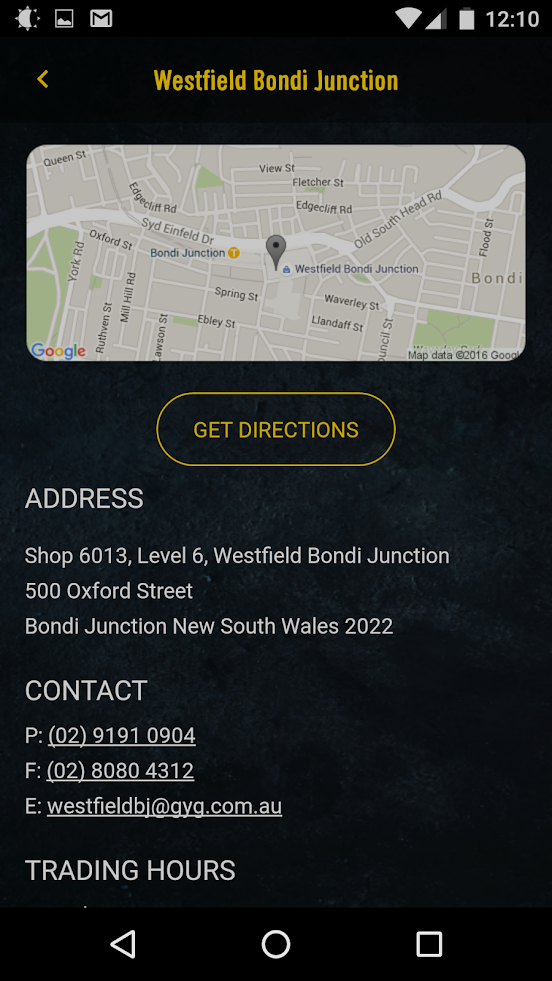 12:10
Westfield Bondi Junction
Queen St
View St
Fletcher St
Edgecliff Rd
Edgecliff Rd
Old South Head Rd
Syd Einfeld Dr
Flood St
Oxford St
York Rd
Bondi Junction T
Westfield Bondi Junction
Bondi
Mill Hill Rd
Spring St
Waverley St
Ruthven St
Lawson St
Ebley St
Llandaff St
ouncil St
Google
Map data ©2016 Googl
GET DIRECTIONS
ADDRESS
Shop 6013, Level 6, Westfield Bondi Junction
500 Oxford Street
Bondi Junction New South Wales 2022
CONTACT
P: (02) 9191 0904
F: (02) 8080 4312
E: westfieldbj@gyg.com.au
TRADING HOURS